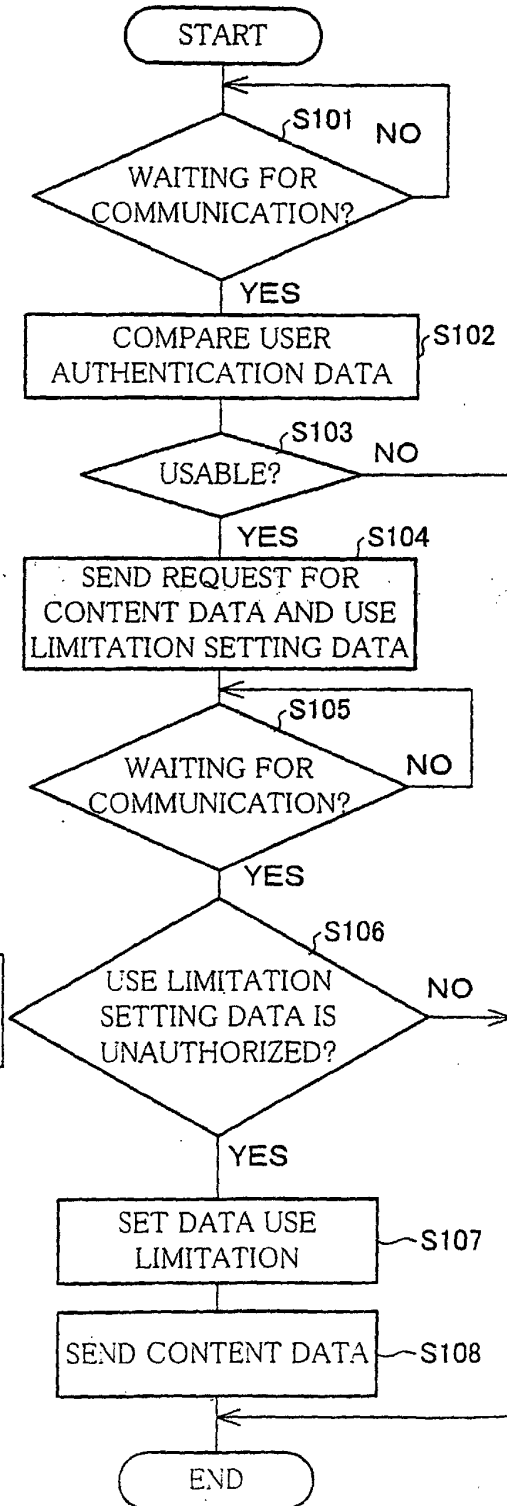 START
S101
NO
WAITING FOR
COMMUNICATION?
YES
COMPARE USER
AUTHENTICATION DATA
S102
S103
NO
USABLE?
YES
S104
SEND REQUEST FOR
CONTENT DATA AND USE
LIMITATION SETTING DATA
S105
WAITING FOR
COMMUNICATION?
NO
YES
S106
USE LIMITATION
SETTING DATA IS
UNAUTHORIZED?
NO
YES
SET DATA USE
LIMITATION
S107
SEND CONTENT DATA
S108
END